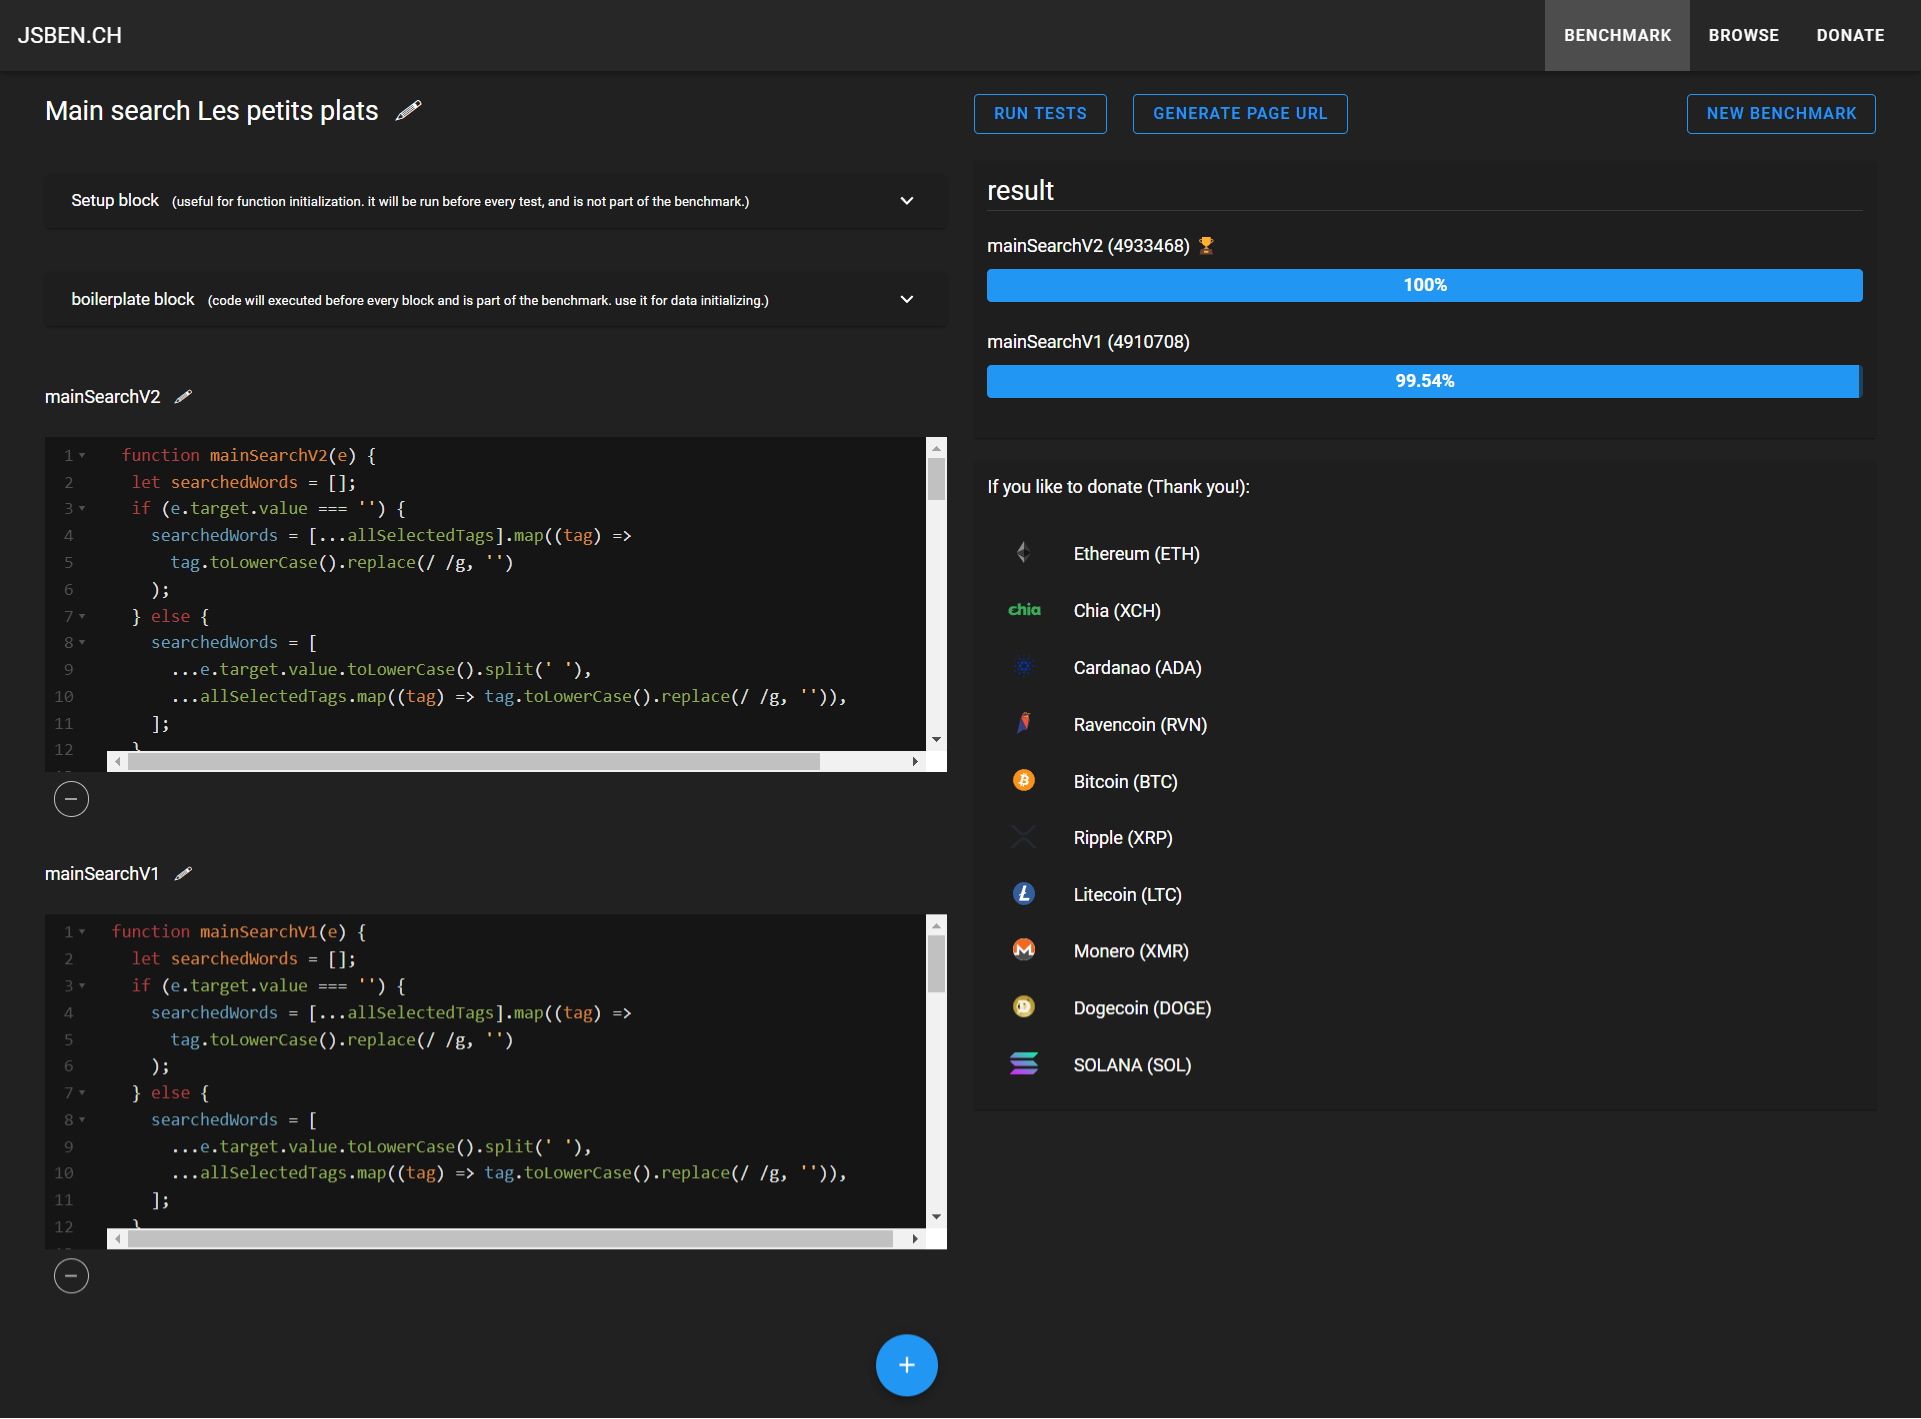 JSBEN.CH
BENCHMARK
BROWSE
DONATE
Main search Les petits plats
RUN TESTS
GENERATE PAGE URL
NEW BENCHMARK
Setup block (useful for function initialization. it will be run before every test, and is not part of the benchmark.)
boilerplate block (code will executed before every block and is part of the benchmark. use it for data initializing.)
mainSearchV2
1 function mainSearchV2(e) {
2 let searchedWords = [];
3 if (e.target.value === '') {
4 searchedWords = [...allSelectedTags].map((tag) =>
5 tag.toLowerCase().replace(/ /g, '')
6 );
7 } else {
8 searchedWords = [
9 ...e.target.value.toLowerCase().split(' '),
10 ...allSelectedTags.map((tag) => tag.toLowerCase().replace(/ /g, '')),
11 ];
12 }
mainSearchV1
1 function mainSearchV1(e) {
2 let searchedWords = [];
3 if (e.target.value === '') {
4 searchedWords = [...allSelectedTags].map((tag) =>
5 tag.toLowerCase().replace(/ /g, '')
6 );
7 } else {
8 searchedWords = [
9 ...e.target.value.toLowerCase().split(' '),
10 ...allSelectedTags.map((tag) => tag.toLowerCase().replace(/ /g, '')),
11 ];
12 }
result
mainSearchV2 (4933468)
100%
mainSearchV1 (4910708)
99.54%
If you like to donate (Thank you!):
Ethereum (ETH)
chia Chia (XCH)
Cardanao (ADA)
Ravencoin (RVN)
Bitcoin (BTC)
Ripple (XRP)
Litecoin (LTC)
Monero (XMR)
Dogecoin (DOGE)
SOLANA (SOL)